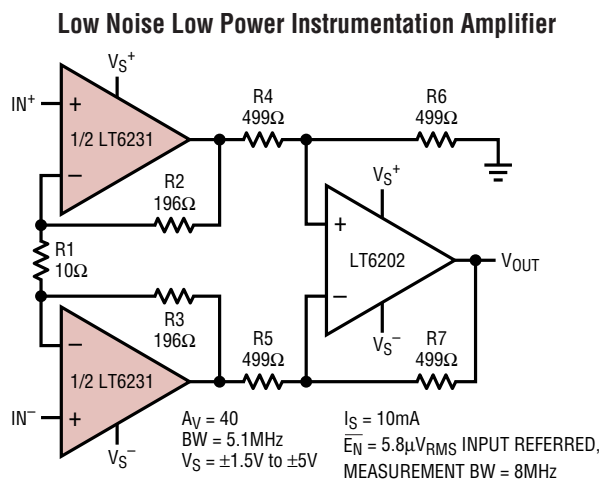 Low Noise Low Power Instrumentation Amplifier
VS+
IN+
+
1/2 LT6231
−
R4
499Ω
R6
499Ω
R2
196Ω
VS+
R1
10Ω
+
LT6202
−
VOUT
R3
196Ω
VS−
−
1/2 LT6231
+
R5
499Ω
R7
499Ω
IN−
VS−
AV = 40
BW = 5.1MHz
VS = ±1.5V to ±5V
IS = 10mA
E̅N̅ = 5.8µVRMS INPUT REFERRED,
MEASUREMENT BW = 8MHz